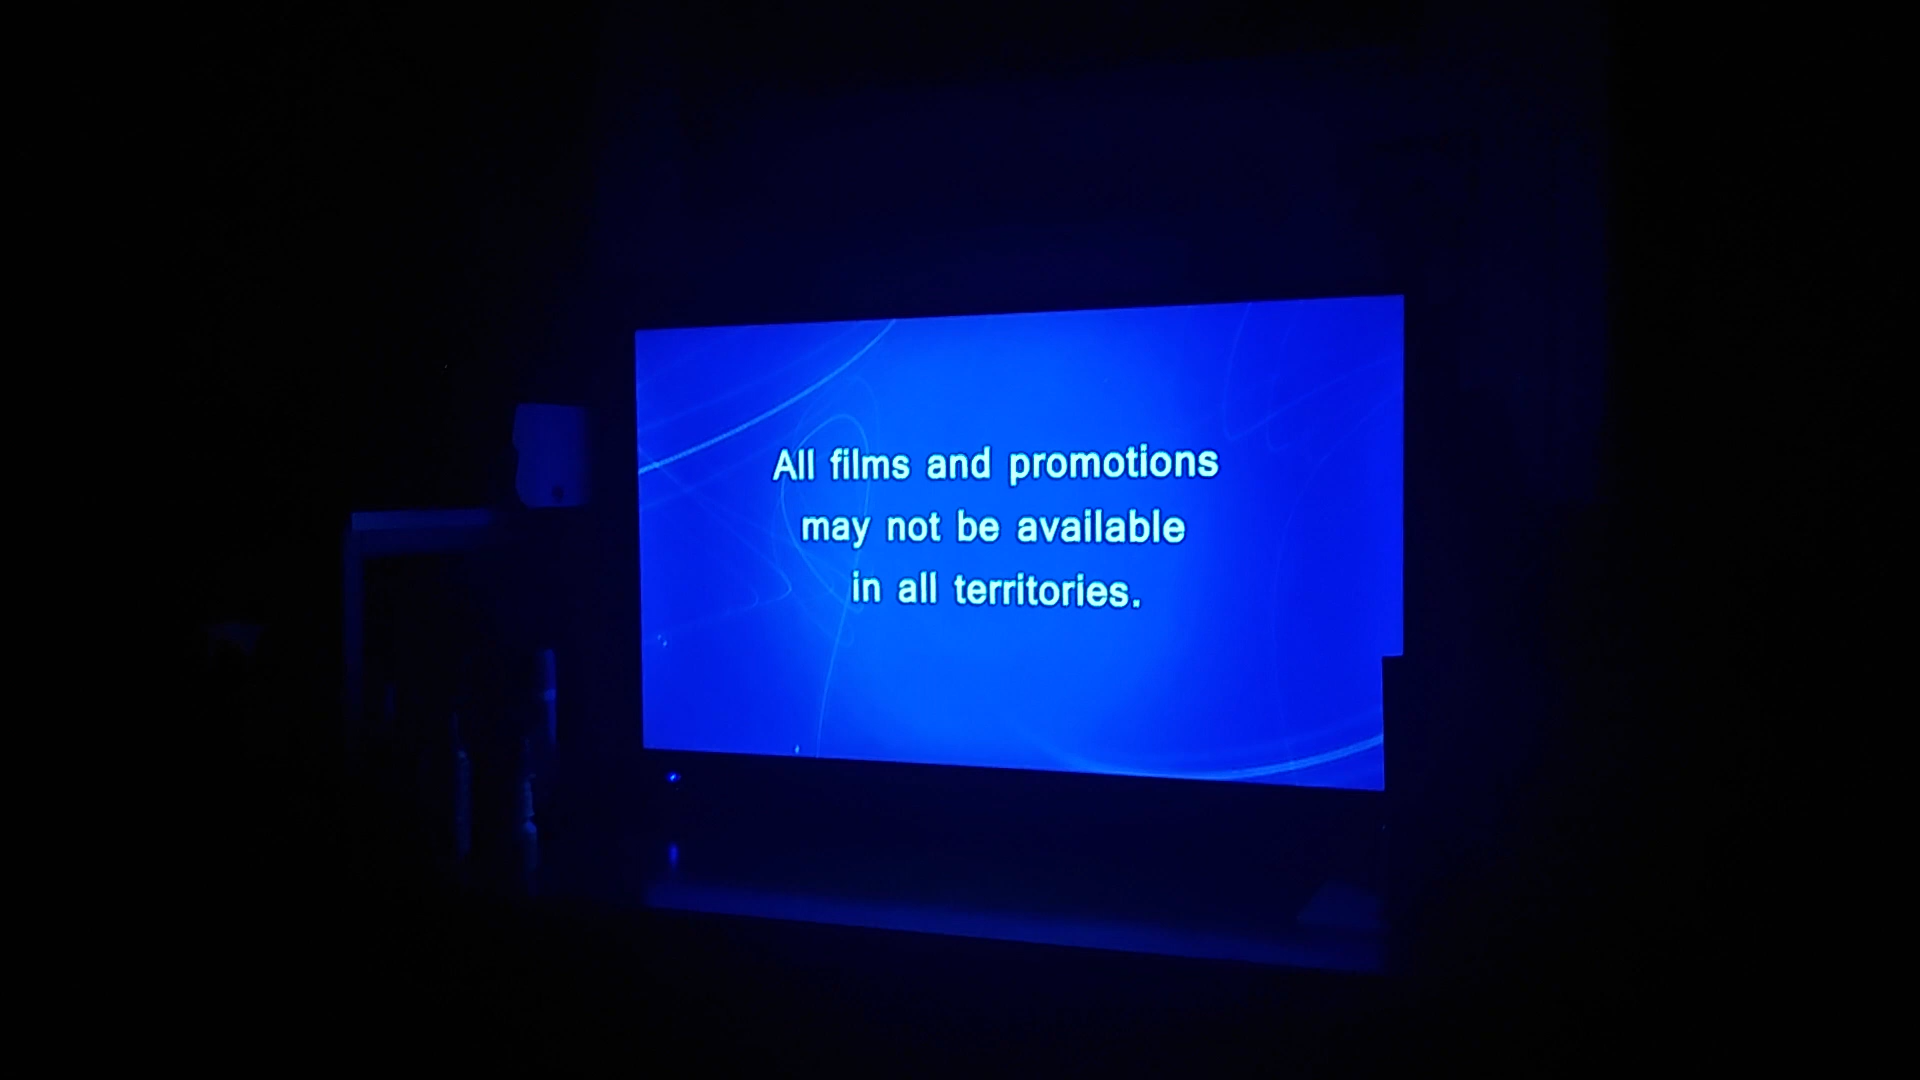 All films and promotions
may not be available
in all territories.